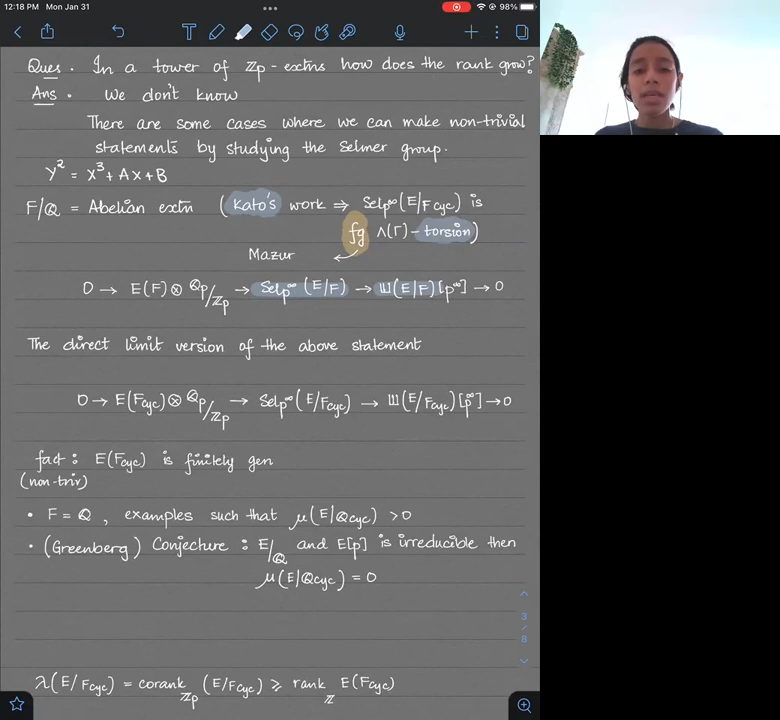 12:18 PM Mon Jan 31
98%
Ques. In a tower of Zp-extns how does the rank grow?
Ans. We don't know
There are some cases where we can make non-trivial
statements by studying the Selmer group.
Y² = X³ + AX + B
F/Q = Abelian extn (Kato's work ⇒ Selp∞(E/Fcyc) is
fg Λ(Γ)-torsion)
Mazur
0 → E(F) ⊗ Qp/Zp → Selp∞(E/F) → Ш(E/F)[p∞] → 0
The direct limit version of the above statement
0 → E(Fcyc) ⊗ Qp/Zp → Selp∞(E/Fcyc) → Ш(E/Fcyc)[p∞] → 0
fact : E(Fcyc) is finitely gen
(non-triv)
• F = Q, examples such that μ(E/Qcyc) > 0
• (Greenberg) Conjecture : E/Q and E[p] is irreducible then
μ(E/Qcyc) = 0
3 / 8
λ(E/Fcyc) = corank Zp (E/Fcyc) ≥ rank Z E(Fcyc)